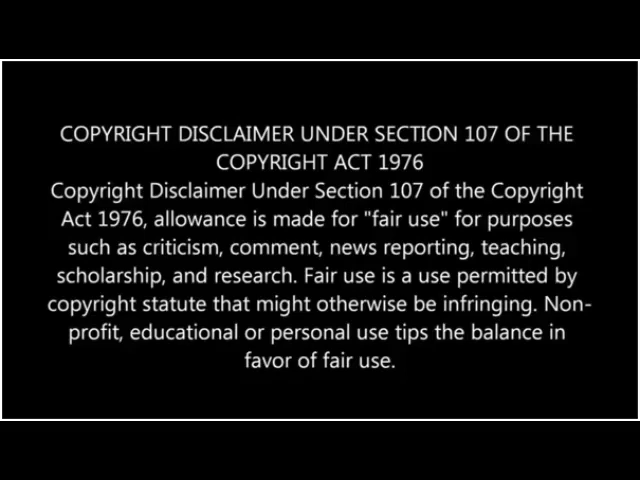 COPYRIGHT DISCLAIMER UNDER SECTION 107 OF THE
COPYRIGHT ACT 1976
Copyright Disclaimer Under Section 107 of the Copyright
Act 1976, allowance is made for "fair use" for purposes
such as criticism, comment, news reporting, teaching,
scholarship, and research. Fair use is a use permitted by
copyright statute that might otherwise be infringing. Non-
profit, educational or personal use tips the balance in
favor of fair use.